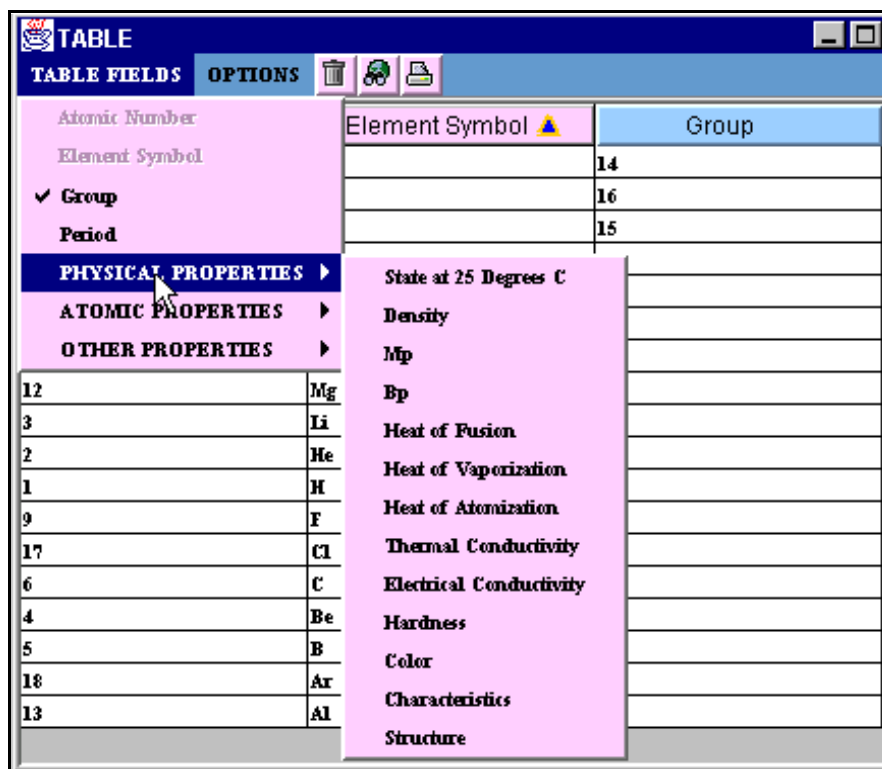 TABLE
TABLE FIELDS OPTIONS
Element Symbol Group
Atomic Number
Element Symbol
Group
Period
PHYSICAL PROPERTIES
ATOMIC PROPERTIES
OTHER PROPERTIES
14
16
15
State at 25 Degrees C
Density
Mp
Bp
Heat of Fusion
Heat of Vaporization
Heat of Atomization
Thermal Conductivity
Electrical Conductivity
Hardness
Color
Characteristics
Structure
12 Mg
3 Li
2 He
1 H
9 F
17 Cl
6 C
4 Be
5 B
18 Ar
13 Al